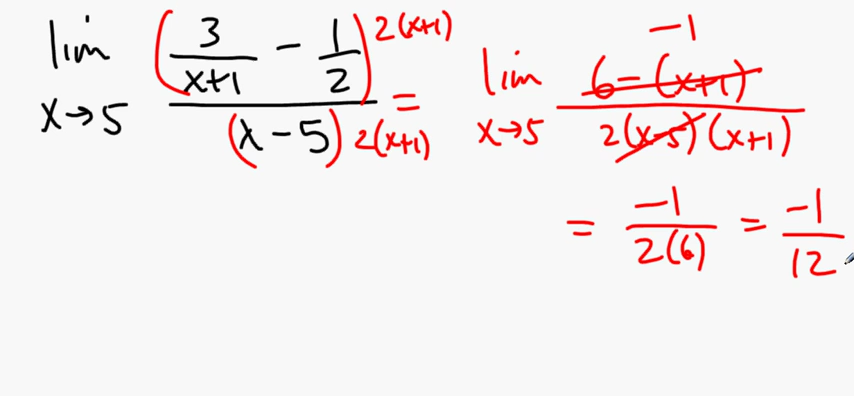 lim x→5 (3/(x+1) - 1/2) 2(x+1) / (x-5) 2(x+1) = lim x→5 -1 6-(x+1) / 2(x-5)(x+1)
= -1/2(6) = -1/12